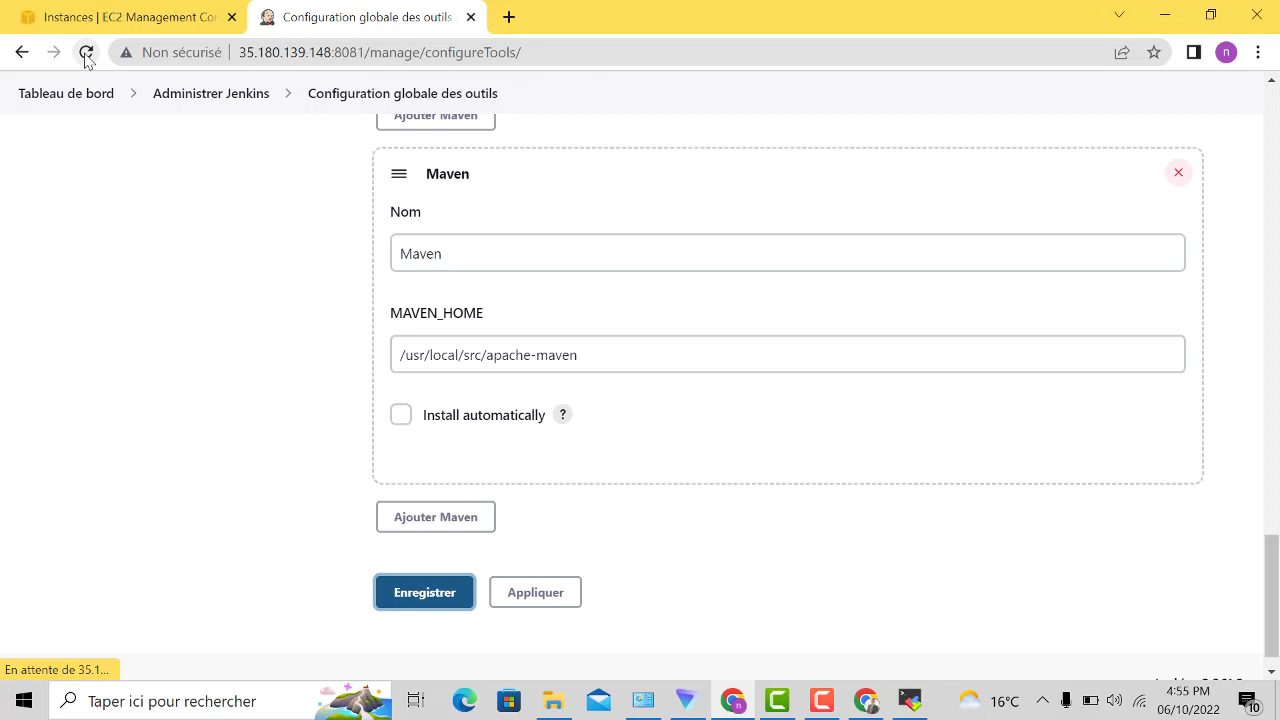 Instances | EC2 Management Con
Configuration globale des outils
Non sécurisé
35.180.139.148:8081/manage/configureTools/
n
Tableau de bord
Administrer Jenkins
Configuration globale des outils
Ajouter Maven
Maven
Nom
Maven
MAVEN_HOME
/usr/local/src/apache-maven
Install automatically ?
Ajouter Maven
Enregistrer
Appliquer
En attente de 35.1...
Taper ici pour rechercher
n
16°C
4:55 PM
06/10/2022
10